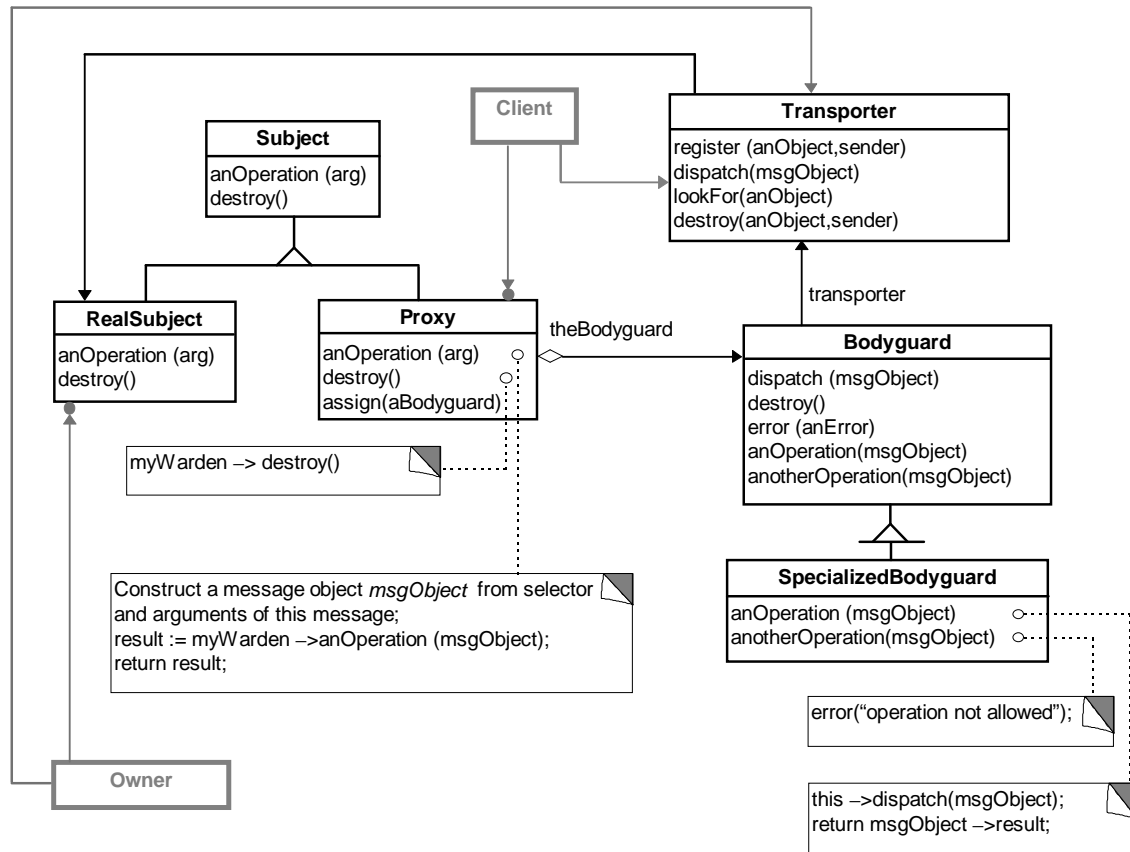 Client
Transporter
register (anObject,sender)
dispatch(msgObject)
lookFor(anObject)
destroy(anObject,sender)
Subject
anOperation (arg)
destroy()
transporter
RealSubject
anOperation (arg)
destroy()
Proxy
anOperation (arg)
destroy()
assign(aBodyguard)
theBodyguard
Bodyguard
dispatch (msgObject)
destroy()
error (anError)
anOperation(msgObject)
anotherOperation(msgObject)
myWarden –> destroy()
Construct a message object msgObject from selector
and arguments of this message;
result := myWarden –>anOperation (msgObject);
return result;
SpecializedBodyguard
anOperation (msgObject)
anotherOperation(msgObject)
error(“operation not allowed”);
Owner
this –>dispatch(msgObject);
return msgObject –>result;